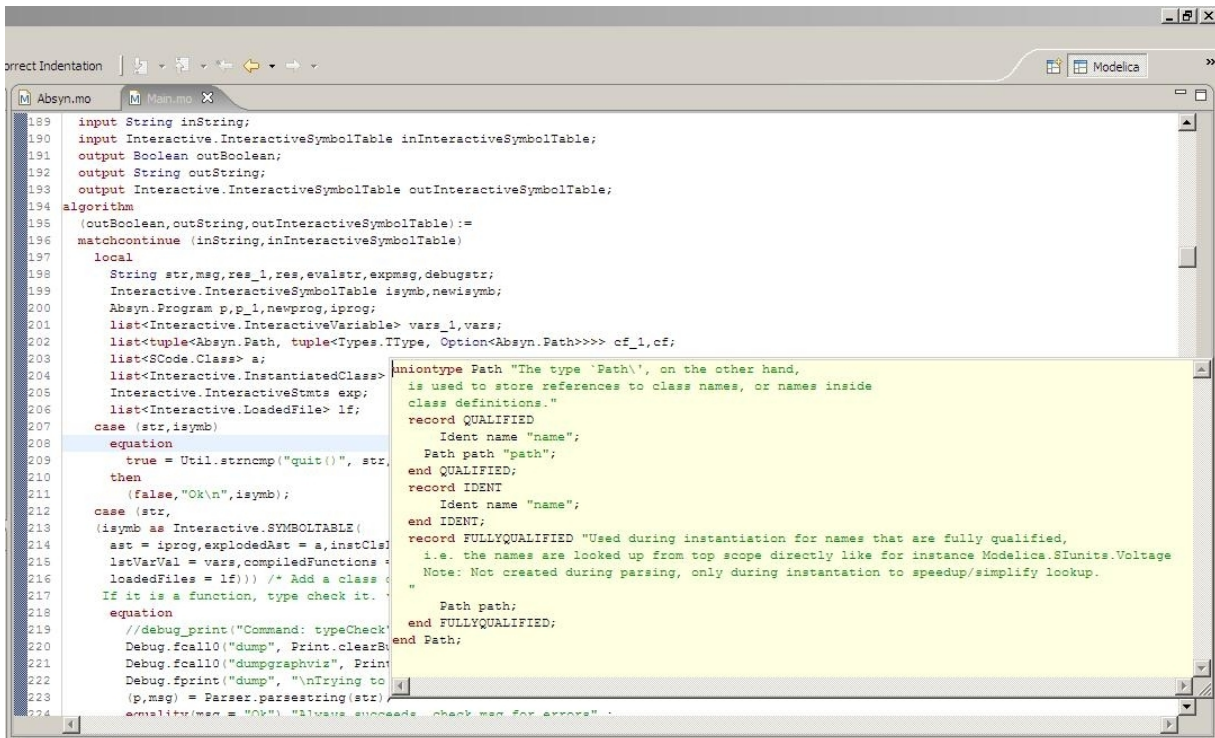 orrect Indentation
Modelica
»
Absyn.mo
Main.mo
189 input String inString;
190 input Interactive.InteractiveSymbolTable inInteractiveSymbolTable;
191 output Boolean outBoolean;
192 output String outString;
193 output Interactive.InteractiveSymbolTable outInteractiveSymbolTable;
194 algorithm
195 (outBoolean,outString,outInteractiveSymbolTable):=
196 matchcontinue (inString,inInteractiveSymbolTable)
197 local
198 String str,msg,res_1,res,evalstr,expmsg,debugstr;
199 Interactive.InteractiveSymbolTable isymb,newisymb;
200 Absyn.Program p,p_1,newprog,iprog;
201 list<Interactive.InteractiveVariable> vars_1,vars;
202 list<tuple<Absyn.Path, tuple<Types.TType, Option<Absyn.Path>>>> cf_1,cf;
203 list<SCode.Class> a;
204 list<Interactive.InstantiatedClass>
205 Interactive.InteractiveStmts exp;
206 list<Interactive.LoadedFile> lf;
207 case (str,isymb)
208 equation
209 true = Util.strncmp("quit()", str,
210 then
211 (false,"Ok\n",isymb);
212 case (str,
213 (isymb as Interactive.SYMBOLTABLE(
214 ast = iprog,explodedAst = a,instCls
215 lstVarVal = vars,compiledFunctions =
216 loadedFiles = lf))) /* Add a class
217 If it is a function, type check it.
218 equation
219 //debug_print("Command: typeCheck"
220 Debug.fcall0("dump", Print.clearBu
221 Debug.fcall0("dumpgraphviz", Print
222 Debug.fprint("dump", "\nTrying to
223 (p,msg) = Parser.parsestring(str)
224 equality(msg = "Ok") "Always succeeds, check msg for errors" ;
uniontype Path "The type `Path\', on the other hand,
is used to store references to class names, or names inside
class definitions."
record QUALIFIED
Ident name "name";
Path path "path";
end QUALIFIED;
record IDENT
Ident name "name";
end IDENT;
record FULLYQUALIFIED "Used during instantiation for names that are fully qualified,
i.e. the names are looked up from top scope directly like for instance Modelica.SIunits.Voltage
Note: Not created during parsing, only during instantation to speedup/simplify lookup.
"
Path path;
end FULLYQUALIFIED;
end Path;